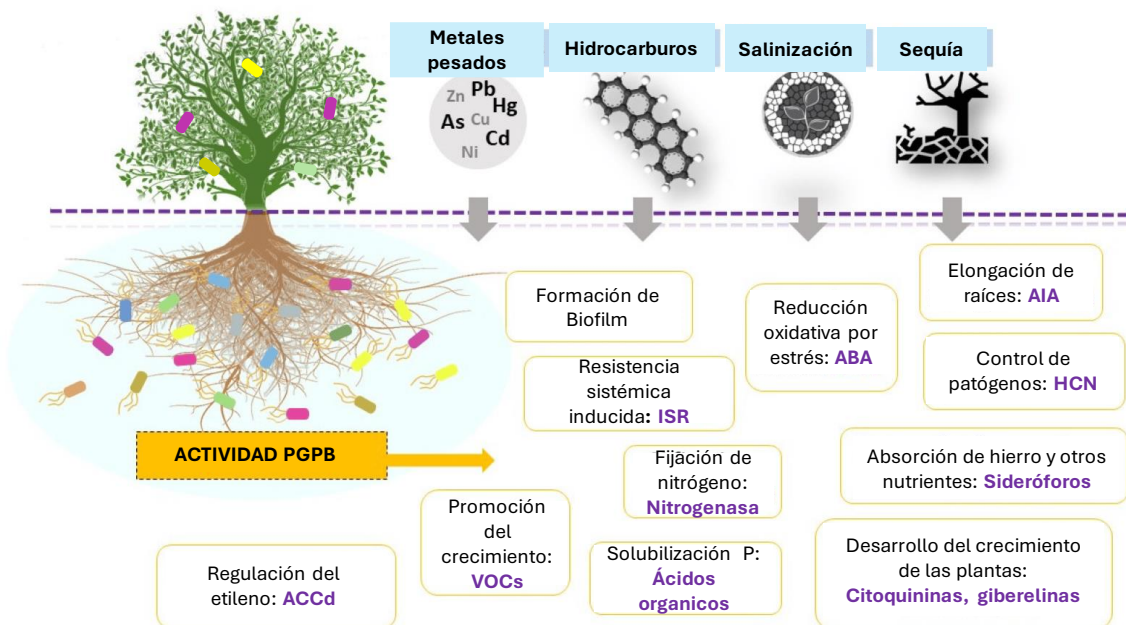 Metales
pesados
Hidrocarburos
Salinización
Sequía
Zn Pb
Hg
As Cu
Cd
Ni
Elongación de
raíces: AIA
Formación de
Biofilm
Reducción
oxidativa por
estrés: ABA
Control de
patógenos: HCN
Resistencia
sistémica
inducida: ISR
ACTIVIDAD PGPB
Fijación de
nitrógeno:
Nitrogenasa
Absorción de hierro y otros
nutrientes: Sideróforos
Promoción
del
crecimiento:
VOCs
Solubilización P:
Ácidos
organicos
Desarrollo del crecimiento
de las plantas:
Citoquininas, giberelinas
Regulación del
etileno: ACCd